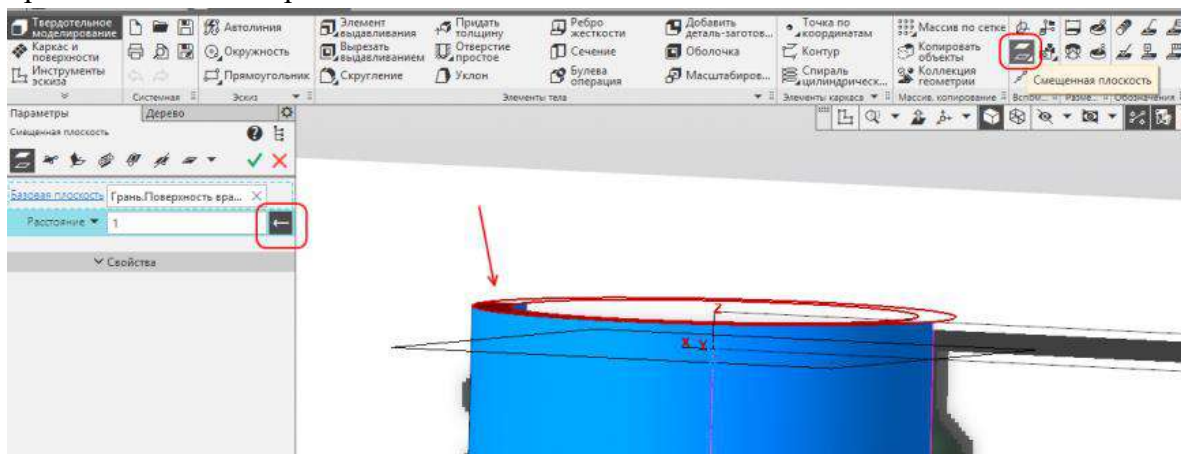 Твердотельное моделирование
Каркас и поверхности
Инструменты эскиза
Системная
Автолиния
Окружность
Прямоугольник
Эскиз
Элемент выдавливания
Вырезать выдавливанием
Скругление
Придать толщину
Отверстие простое
Уклон
Ребро жесткости
Сечение
Булева операция
Добавить деталь-заготов...
Оболочка
Масштабиров...
Элементы тела
Точка по координатам
Контур
Спираль цилиндрическ...
Элементы каркаса
Массив по сетке
Копировать объекты
Коллекция геометрии
Массив, копирование
Вспом...
Разме...
Обозначения
Смещенная плоскость
Параметры
Дерево
Смещенная плоскость
Базовая плоскость
Грань.Поверхность вра...
Расстояние
1
Свойства
Z
X Y